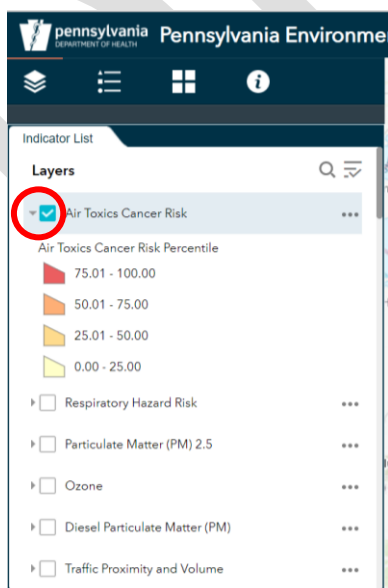 pennsylvania
DEPARTMENT OF HEALTH
Pennsylvania Environme
Indicator List
Layers
Air Toxics Cancer Risk
Air Toxics Cancer Risk Percentile
75.01 - 100.00
50.01 - 75.00
25.01 - 50.00
0.00 - 25.00
Respiratory Hazard Risk
Particulate Matter (PM) 2.5
Ozone
Diesel Particulate Matter (PM)
Traffic Proximity and Volume